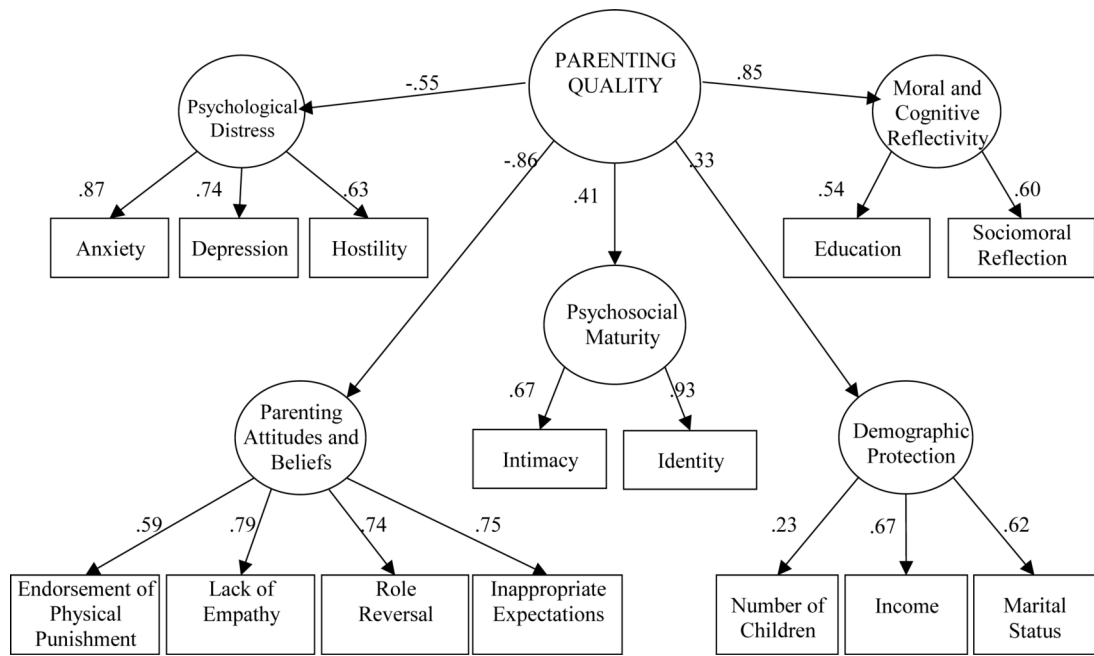 PARENTING
QUALITY
-.55
.85
Psychological
Distress
Moral and
Cognitive
Reflectivity
-.86
.41
.33
.87
.74
.63
.54
.60
Anxiety
Depression
Hostility
Education
Sociomoral
Reflection
Psychosocial
Maturity
.67
.93
Parenting
Attitudes and
Beliefs
Intimacy
Identity
Demographic
Protection
.59
.79
.74
.75
.23
.67
.62
Endorsement of
Physical
Punishment
Lack of
Empathy
Role
Reversal
Inappropriate
Expectations
Number of
Children
Income
Marital
Status